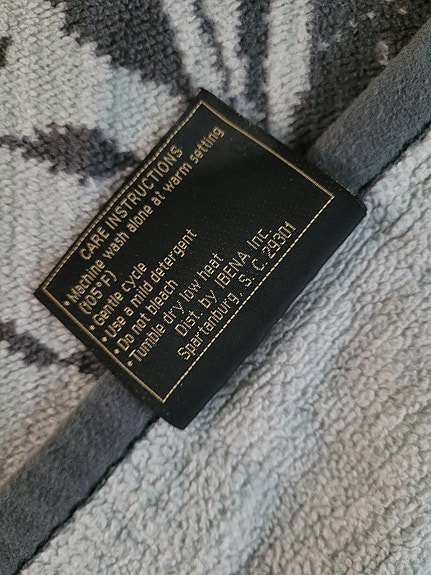 CARE INSTRUCTIONS
• Machine wash alone at warm setting
(105°F)
• Gentle cycle
• Use a mild detergent
• Do not bleach
• Tumble dry low heat
Dist. by IBENA, Inc.
Spartanburg, S. C. 29301